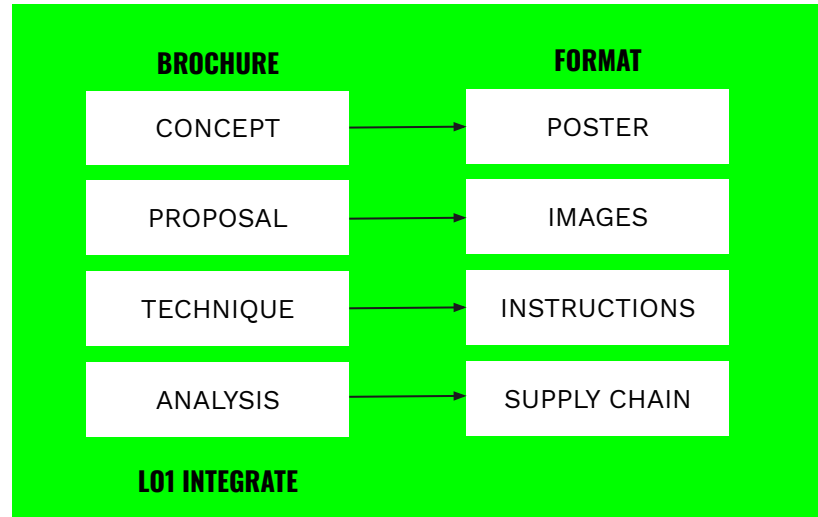 BROCHURE
FORMAT
CONCEPT
POSTER
PROPOSAL
IMAGES
TECHNIQUE
INSTRUCTIONS
ANALYSIS
SUPPLY CHAIN
LO1 INTEGRATE